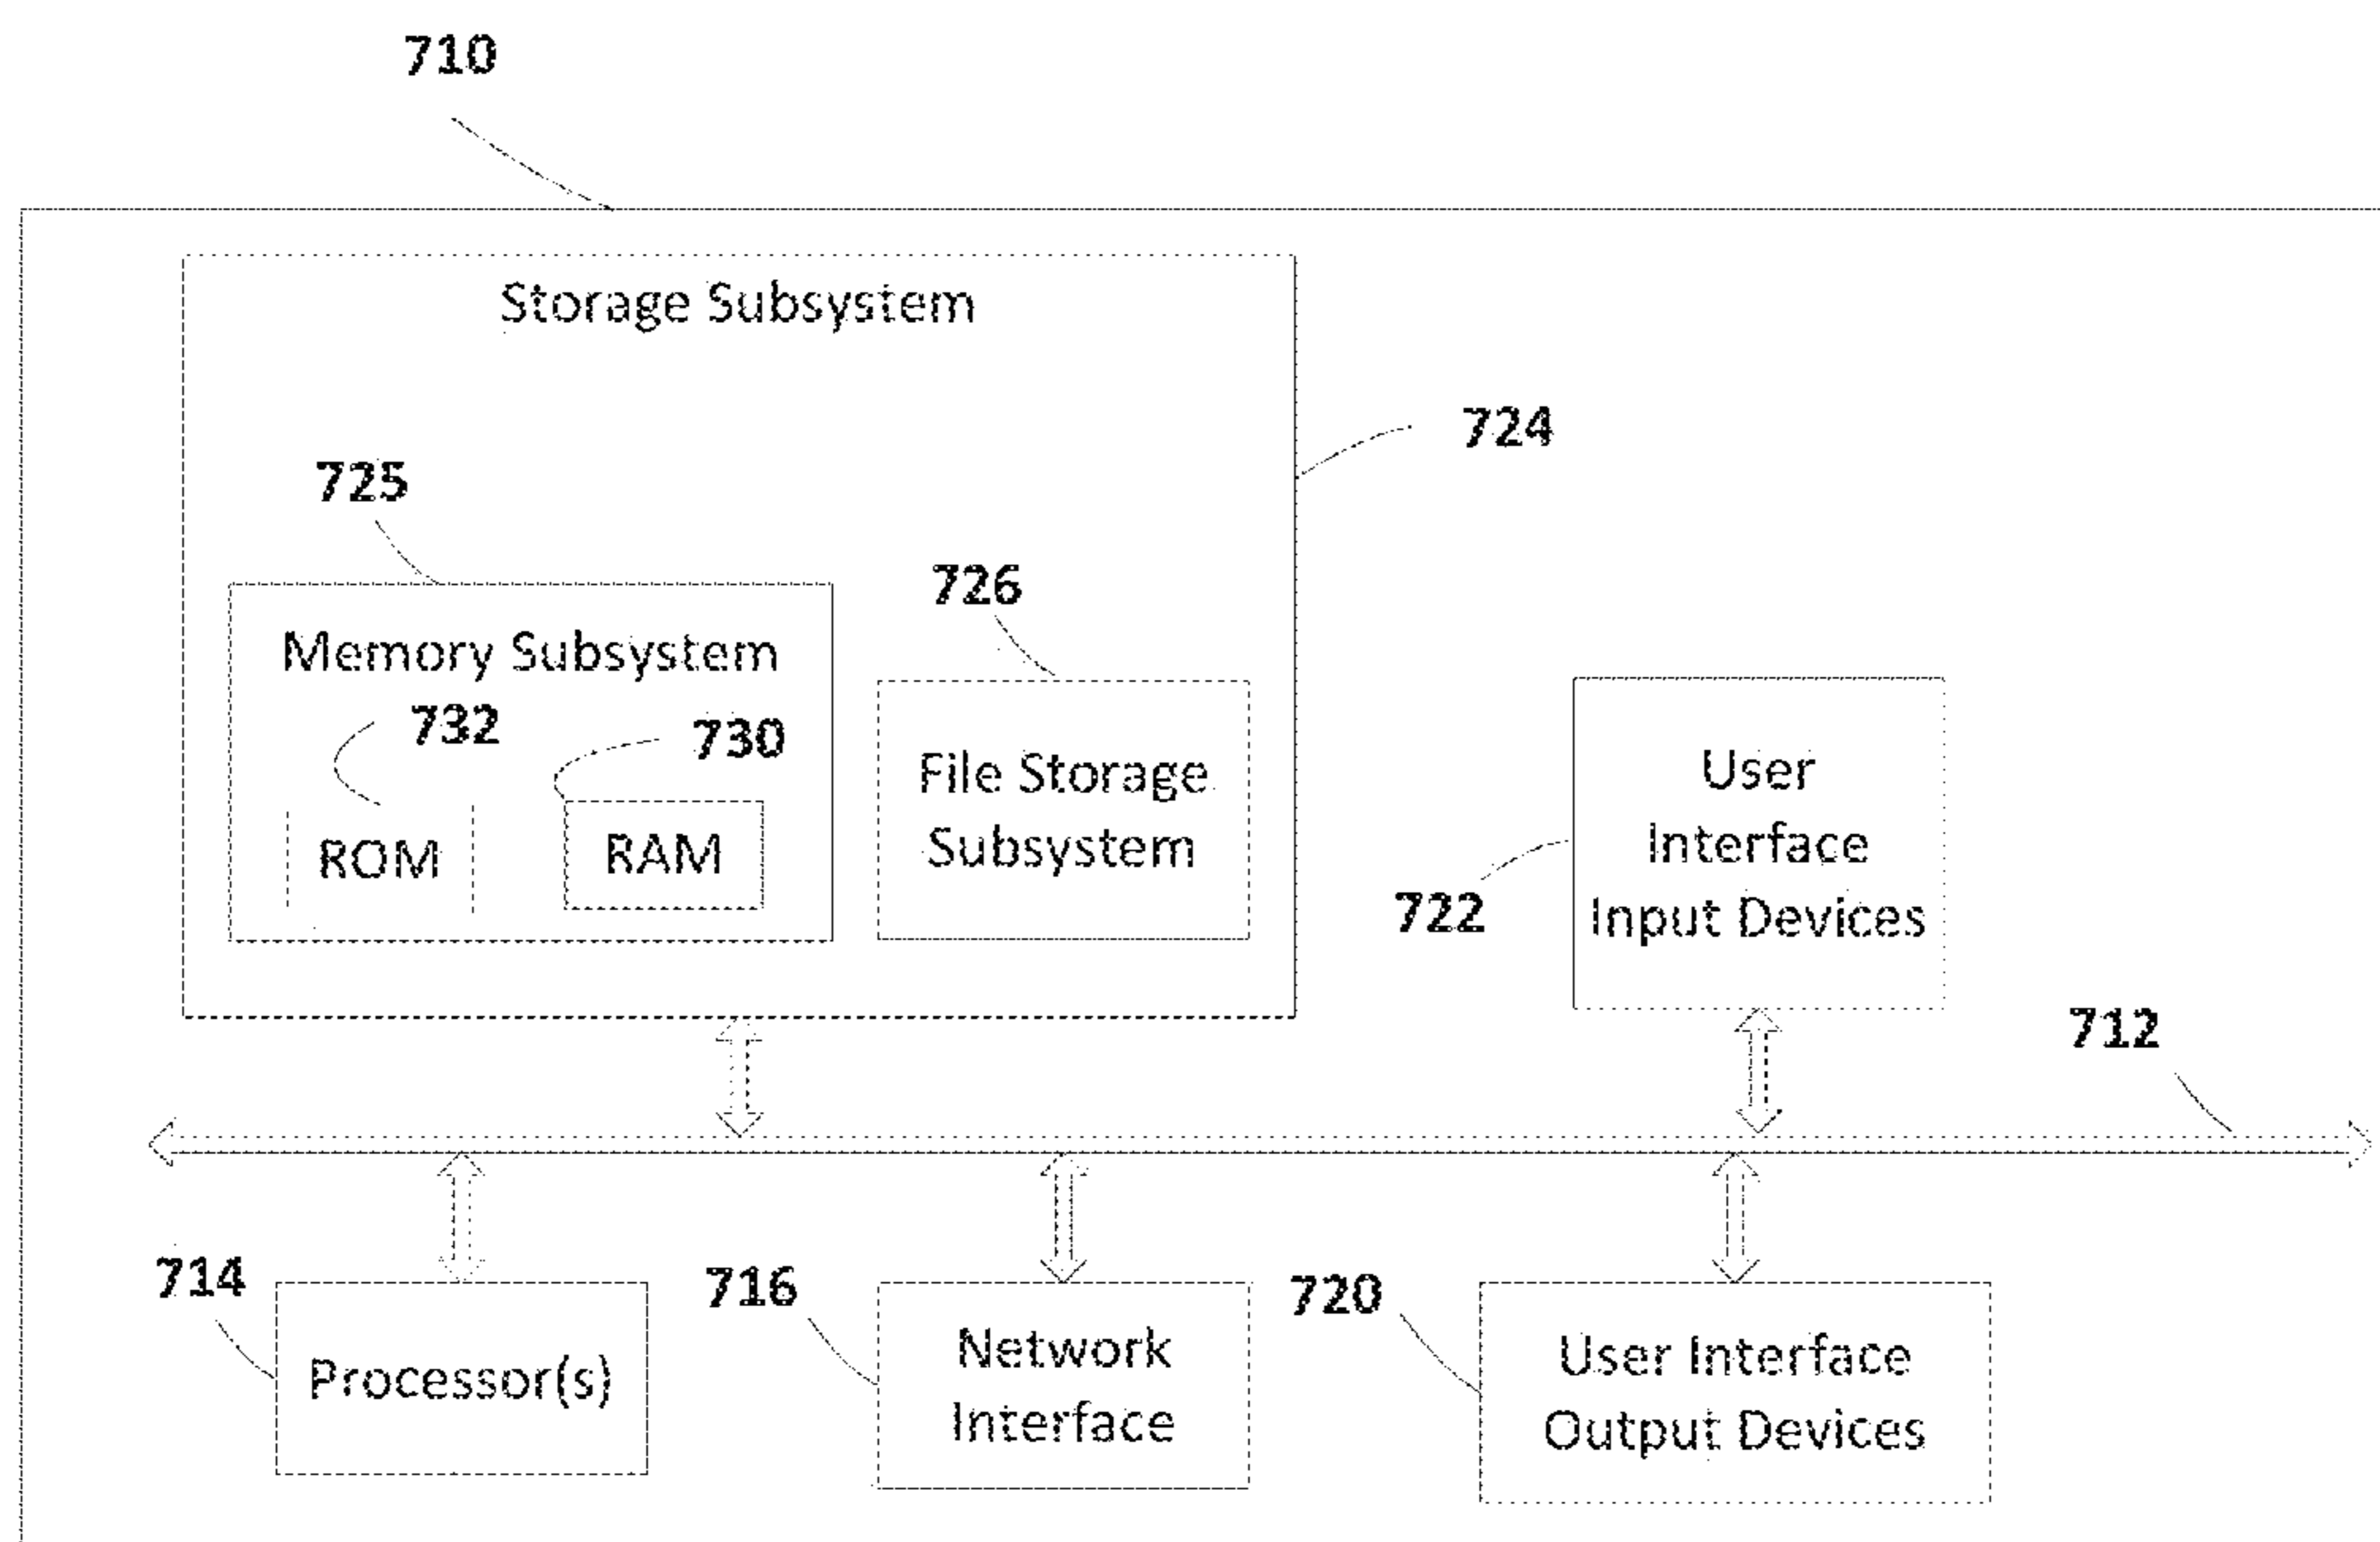 710
Storage Subsystem
724
725
726
Memory Subsystem
732
730
ROM
RAM
File Storage
Subsystem
User
Interface
Input Devices
722
712
714
Processor(s)
716
Network
Interface
720
User Interface
Output Devices